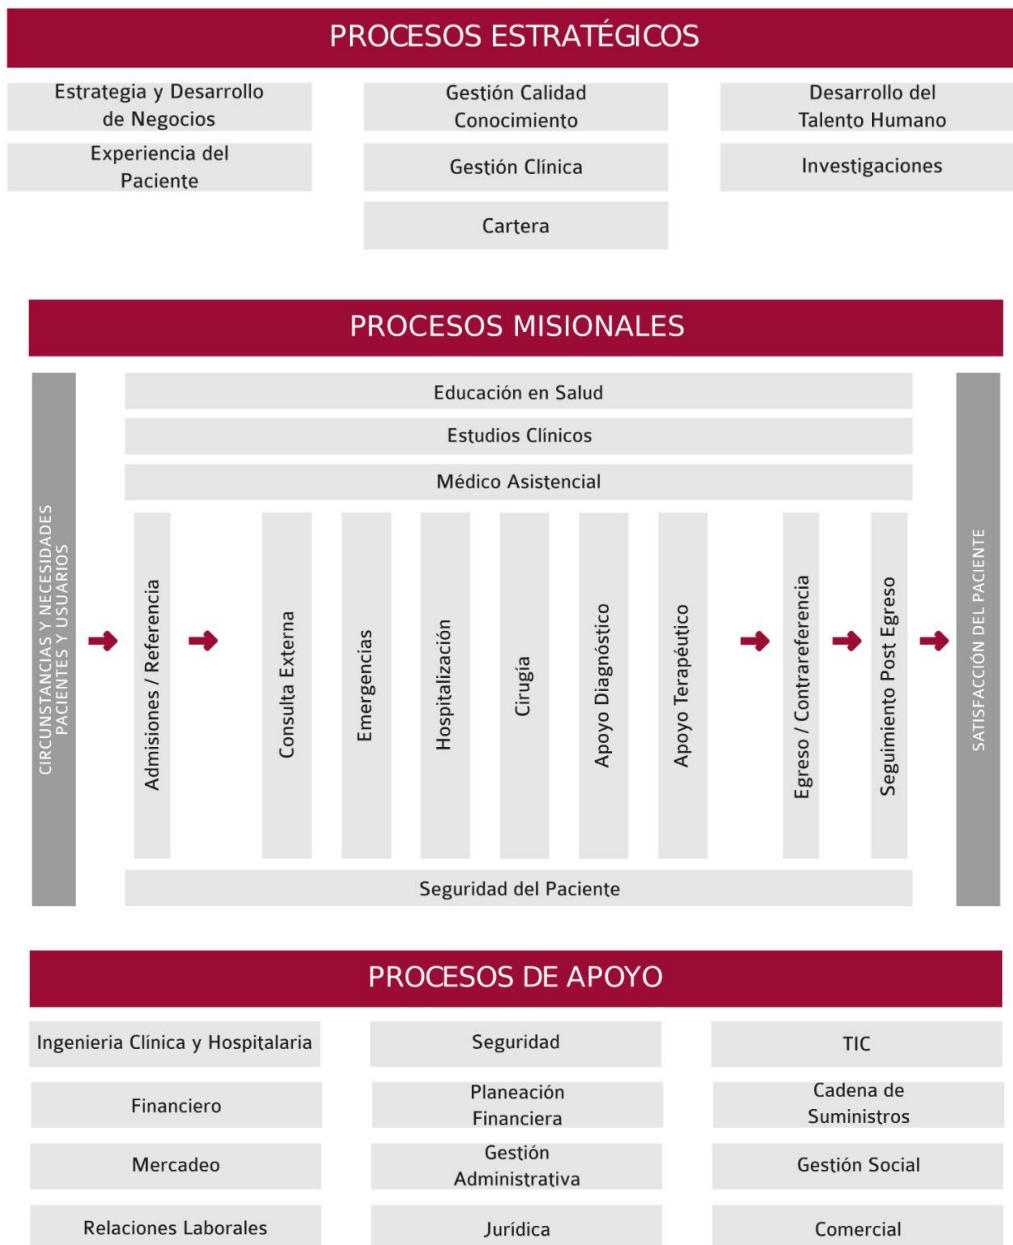 PROCESOS ESTRATÉGICOS
Estrategia y Desarrollo
de Negocios
Gestión Calidad
Conocimiento
Desarrollo del
Talento Humano
Experiencia del
Paciente
Gestión Clínica
Investigaciones
Cartera
PROCESOS MISIONALES
CIRCUNSTANCIAS Y NECESIDADES
PACIENTES Y USUARIOS
Educación en Salud
Estudios Clínicos
Médico Asistencial
Admisiones / Referencia
Consulta Externa
Emergencias
Hospitalización
Cirugía
Apoyo Diagnóstico
Apoyo Terapéutico
Egreso / Contrareferencia
Seguimiento Post Egreso
Seguridad del Paciente
SATISFACCIÓN DEL PACIENTE
PROCESOS DE APOYO
Ingenieria Clínica y Hospitalaria
Seguridad
TIC
Financiero
Planeación
Financiera
Cadena de
Suministros
Mercadeo
Gestión
Administrativa
Gestión Social
Relaciones Laborales
Jurídica
Comercial